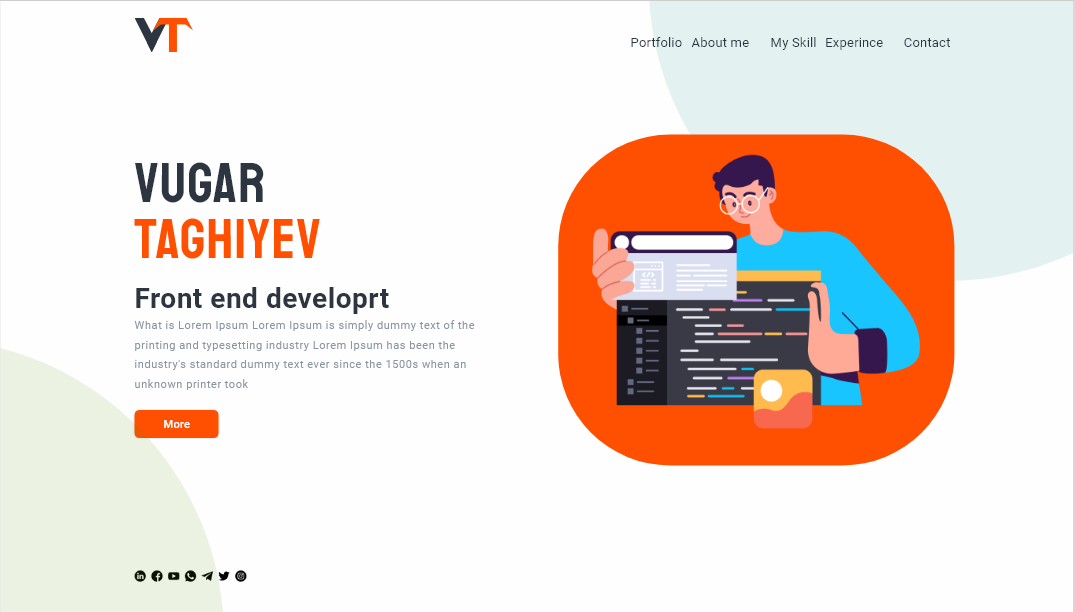 VT
Portfolio About me My Skill Experince Contact
VUGAR
TAGHIYEV
Front end developrt
What is Lorem Ipsum Lorem Ipsum is simply dummy text of the
printing and typesetting industry Lorem Ipsum has been the
industry's standard dummy text ever since the 1500s when an
unknown printer took
More